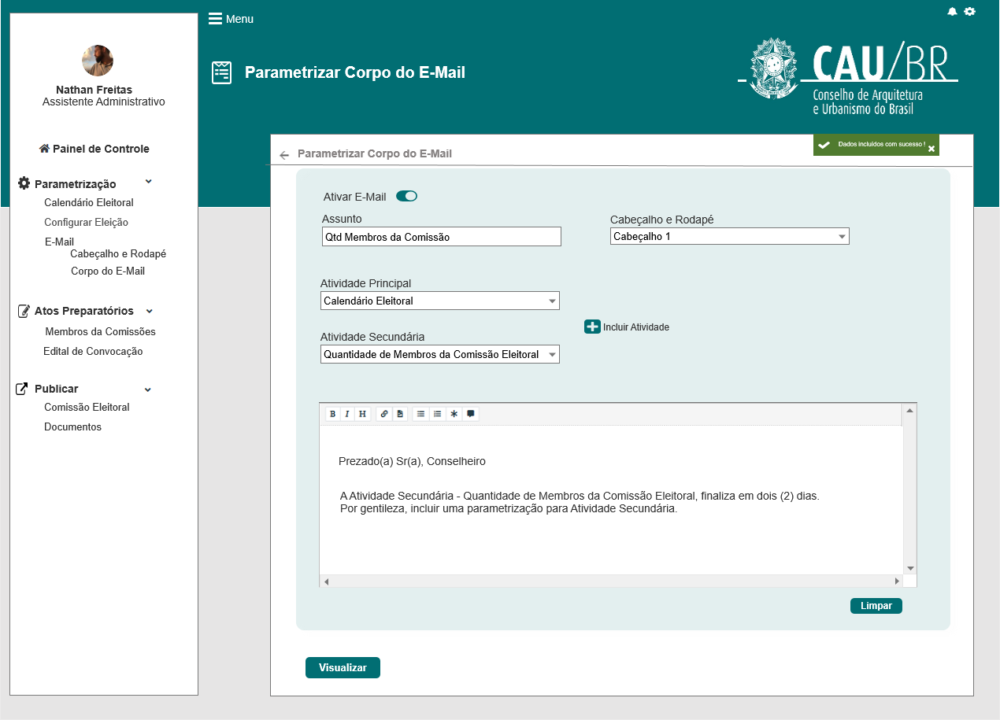 Menu
Nathan Freitas
Assistente Administrativo
Painel de Controle
Parametrização
Calendário Eleitoral
Configurar Eleição
E-Mail
Cabeçalho e Rodapé
Corpo do E-Mail
Atos Preparatórios
Membros da Comissões
Edital de Convocação
Publicar
Comissão Eleitoral
Documentos
Parametrizar Corpo do E-Mail
CAU/BR
Conselho de Arquitetura
e Urbanismo do Brasil
Parametrizar Corpo do E-Mail
Dados incluídos com sucesso !
Ativar E-Mail
Assunto
Qtd Membros da Comissão
Cabeçalho e Rodapé
Cabeçalho 1
Atividade Principal
Calendário Eleitoral
Incluir Atividade
Atividade Secundária
Quantidade de Membros da Comissão Eleitoral
B I H
Prezado(a) Sr(a), Conselheiro
A Atividade Secundária - Quantidade de Membros da Comissão Eleitoral, finaliza em dois (2) dias.
Por gentileza, incluir uma parametrização para Atividade Secundária.
Limpar
Visualizar